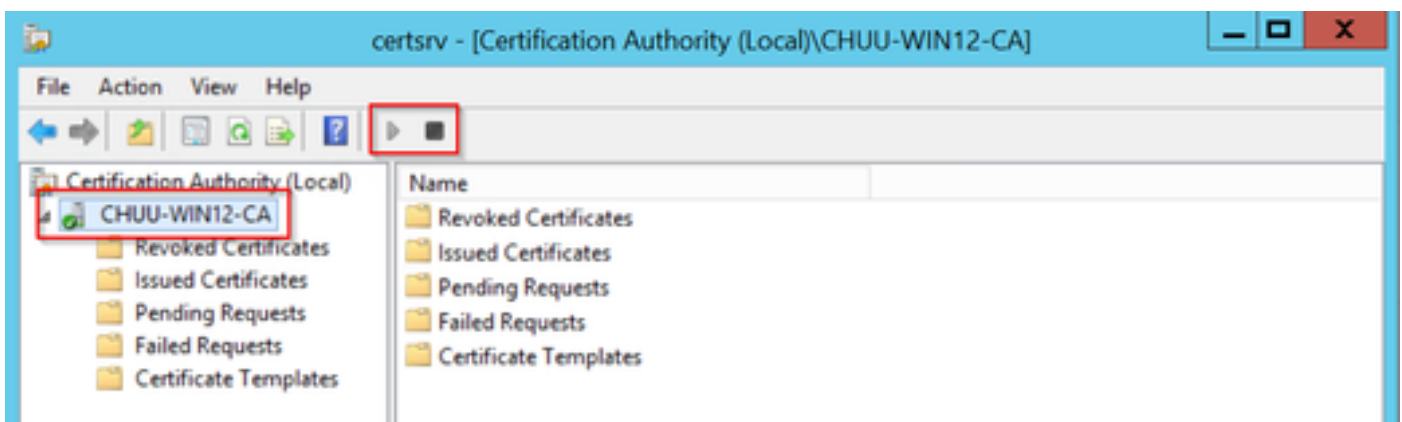 certsrv - [Certification Authority (Local)\CHUU-WIN12-CA]
File Action View Help
Certification Authority (Local)
CHUU-WIN12-CA
Revoked Certificates
Issued Certificates
Pending Requests
Failed Requests
Certificate Templates
Name
Revoked Certificates
Issued Certificates
Pending Requests
Failed Requests
Certificate Templates